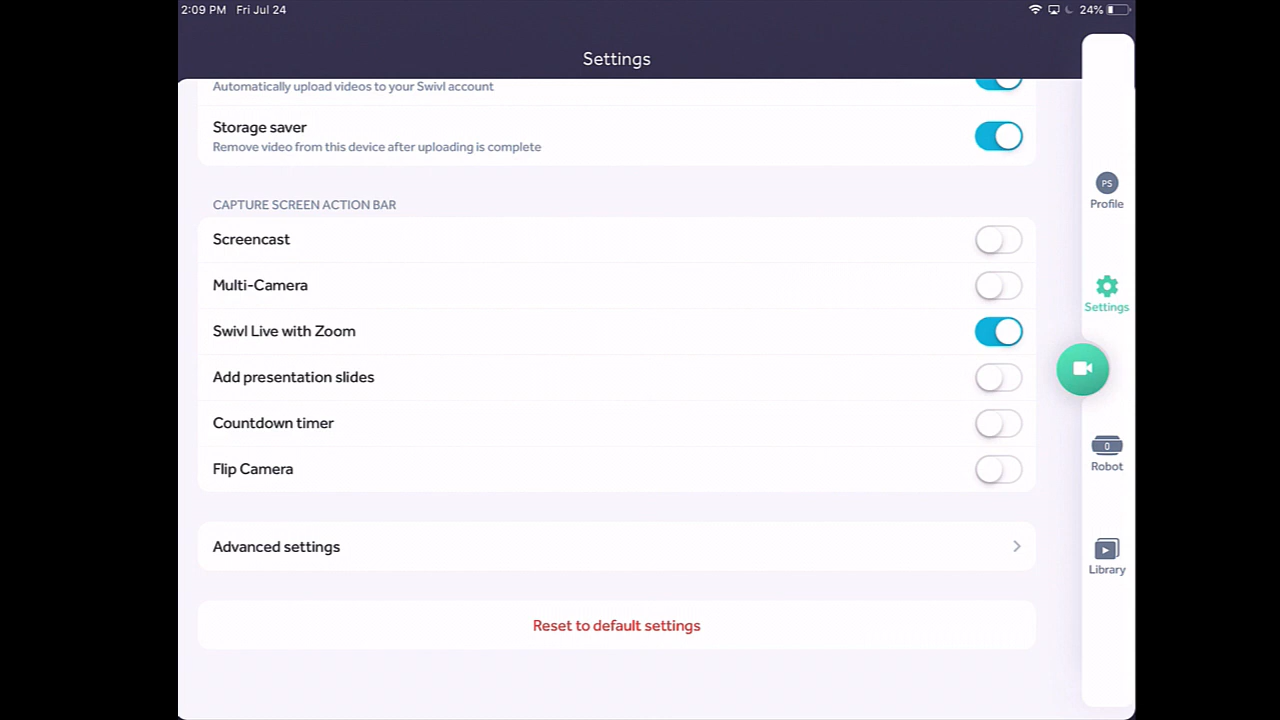 2:09 PM Fri Jul 24
24%
Settings
Automatically upload videos to your Swivl account
Storage saver
Remove video from this device after uploading is complete
CAPTURE SCREEN ACTION BAR
Screencast
Multi-Camera
Swivl Live with Zoom
Add presentation slides
Countdown timer
Flip Camera
Advanced settings
Reset to default settings
PS
Profile
Settings
0
Robot
Library